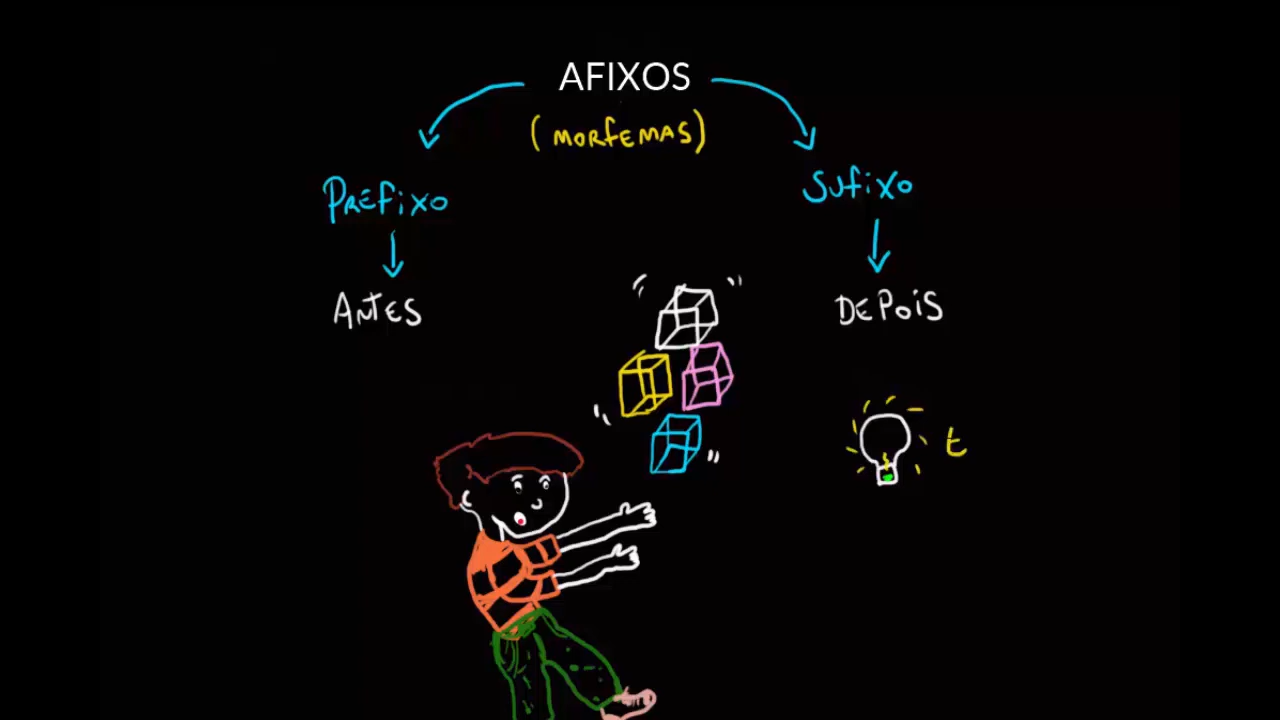 AFIXOS
(MORFEMAS)
PREFIXO
SUFIXO
ANTES
DEPOIS
t